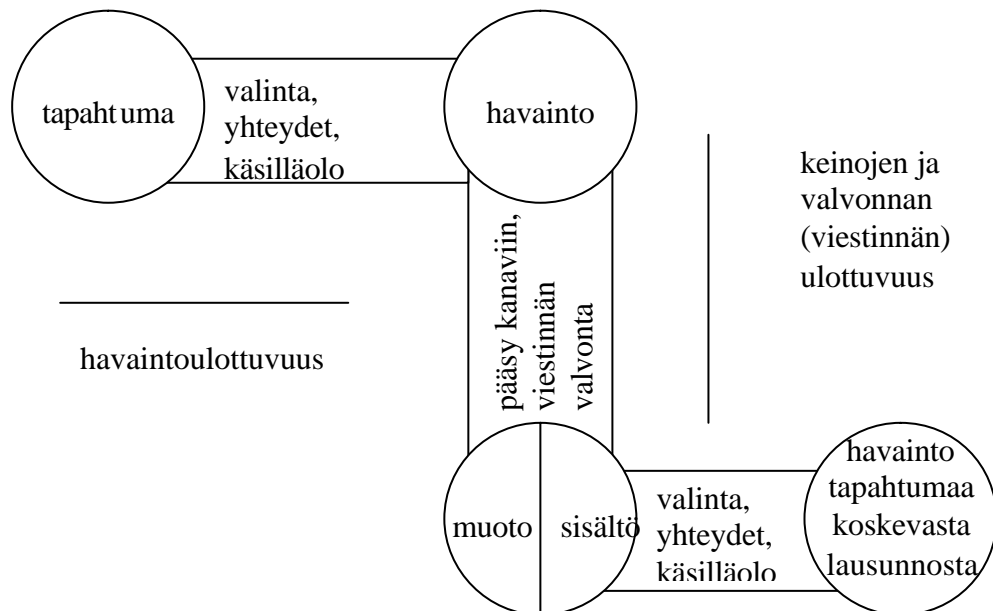 tapahtuma
valinta,
yhteydet,
käsilläolo
havainto
keinojen ja
valvonnan
(viestinnän)
ulottuvuus
havaintoulottuvuus
pääsy kanaviin,
viestinnän
valvonta
muoto
sisältö
valinta,
yhteydet,
käsilläolo
havainto
tapahtumaa
koskevasta
lausunnosta